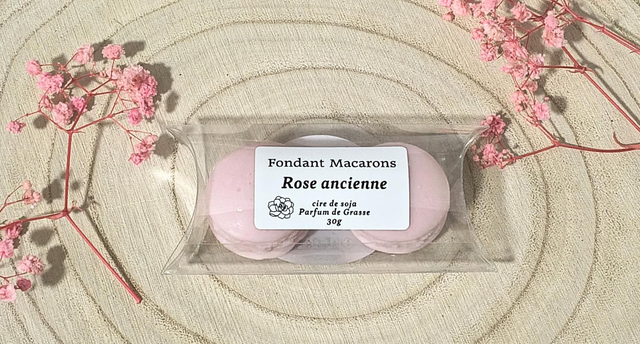 Fondant Macarons
Rose ancienne
cire de soja
Parfum de Grasse
30g